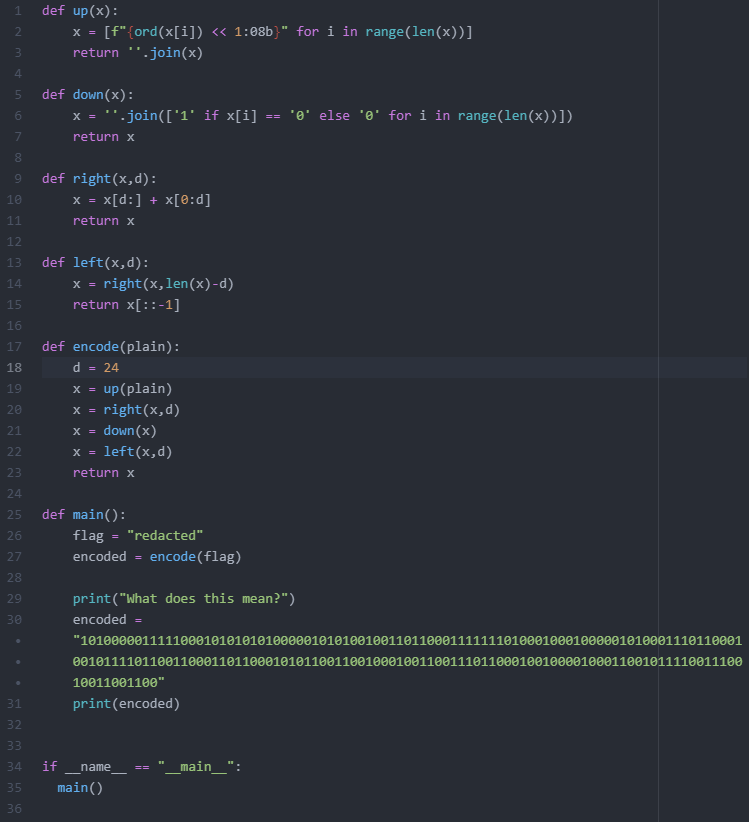 1 def up(x):
2 x = [f"{ord(x[i]) << 1:08b}" for i in range(len(x))]
3 return ''.join(x)
4
5 def down(x):
6 x = ''.join(['1' if x[i] == '0' else '0' for i in range(len(x))])
7 return x
8
9 def right(x,d):
10 x = x[d:] + x[0:d]
11 return x
12
13 def left(x,d):
14 x = right(x,len(x)-d)
15 return x[::-1]
16
17 def encode(plain):
18 d = 24
19 x = up(plain)
20 x = right(x,d)
21 x = down(x)
22 x = left(x,d)
23 return x
24
25 def main():
26 flag = "redacted"
27 encoded = encode(flag)
28
29 print("What does this mean?")
30 encoded =
• "10100000111110001010101010000010101001001101100011111110100010001000001010001110110001
• 001011110110011000110110001010110011001000100110011101100010010000100011001011110011100
• 10011001100"
31 print(encoded)
32
33
34 if __name__ == "__main__":
35 main()
36